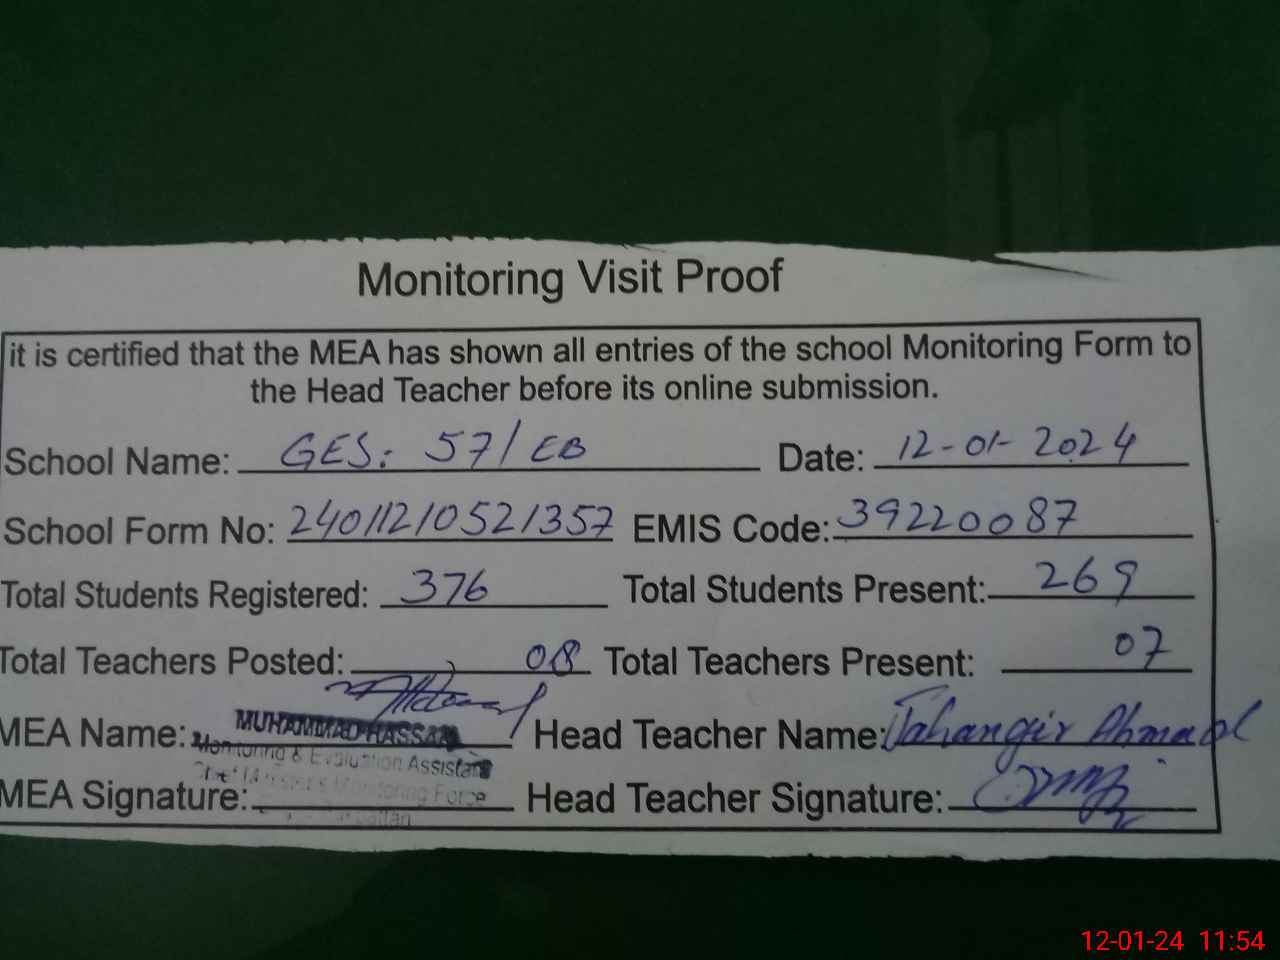 Monitoring Visit Proof
it is certified that the MEA has shown all entries of the school Monitoring Form to
the Head Teacher before its online submission.
School Name: GES: 57/EB Date: 12-01-2024
School Form No: 24011210521357 EMIS Code: 39220087
Total Students Registered: 376 Total Students Present: 269
Total Teachers Posted: 08 Total Teachers Present: 07
MEA Name: MUHAMMAD HASSAN Head Teacher Name: Jahangir Ahmad
Monitoring & Evaluation Assistant
MEA Signature: Monitoring Force Head Teacher Signature:
12-01-24 11:54